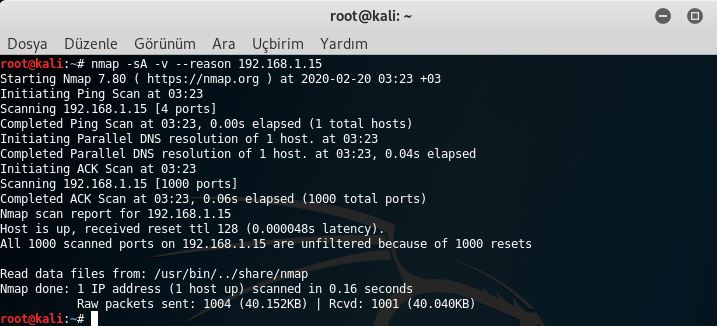 root@kali: ~
Dosya Düzenle Görünüm Ara Uçbirim Yardım
root@kali:~# nmap -sA -v --reason 192.168.1.15
Starting Nmap 7.80 ( https://nmap.org ) at 2020-02-20 03:23 +03
Initiating Ping Scan at 03:23
Scanning 192.168.1.15 [4 ports]
Completed Ping Scan at 03:23, 0.00s elapsed (1 total hosts)
Initiating Parallel DNS resolution of 1 host. at 03:23
Completed Parallel DNS resolution of 1 host. at 03:23, 0.04s elapsed
Initiating ACK Scan at 03:23
Scanning 192.168.1.15 [1000 ports]
Completed ACK Scan at 03:23, 0.06s elapsed (1000 total ports)
Nmap scan report for 192.168.1.15
Host is up, received reset ttl 128 (0.000048s latency).
All 1000 scanned ports on 192.168.1.15 are unfiltered because of 1000 resets
Read data files from: /usr/bin/../share/nmap
Nmap done: 1 IP address (1 host up) scanned in 0.16 seconds
Raw packets sent: 1004 (40.152KB) | Rcvd: 1001 (40.040KB)
root@kali:~#